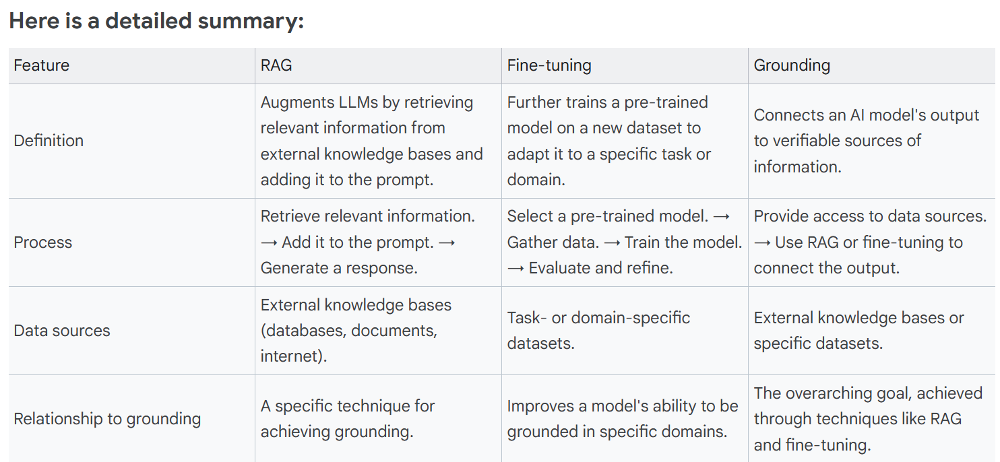 Here is a detailed summary:
Feature
RAG
Fine-tuning
Grounding
Definition
Augments LLMs by retrieving
relevant information from
external knowledge bases and
adding it to the prompt.
Further trains a pre-trained
model on a new dataset to
adapt it to a specific task or
domain.
Connects an AI model's output
to verifiable sources of
information.
Process
Retrieve relevant information.
→ Add it to the prompt. →
Generate a response.
Select a pre-trained model. →
Gather data. → Train the model.
→ Evaluate and refine.
Provide access to data sources.
→ Use RAG or fine-tuning to
connect the output.
Data sources
External knowledge bases
(databases, documents,
internet).
Task- or domain-specific
datasets.
External knowledge bases or
specific datasets.
Relationship to grounding
A specific technique for
achieving grounding.
Improves a model's ability to be
grounded in specific domains.
The overarching goal, achieved
through techniques like RAG
and fine-tuning.